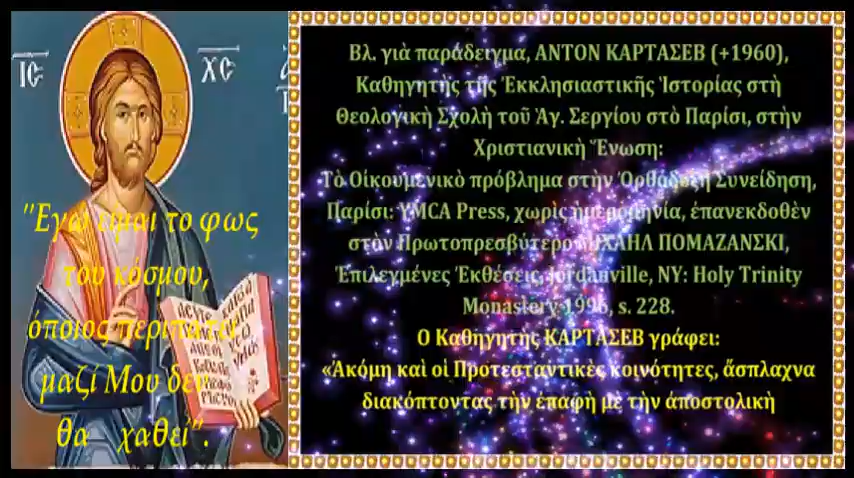 ΙC
ΧC
"Εγώ είμαι το φως
του κόσμου,
όποιος περπατεί
μαζί Μου δεν
θα χαθεί".
Βλ. γιὰ παράδειγμα, ΑΝΤΟΝ ΚΑΡΤΑΣΕΒ (+1960),
Καθηγητὴς τῆς Ἐκκλησιαστικῆς Ἱστορίας στὴ
Θεολογικὴ Σχολὴ τοῦ Ἁγ. Σεργίου στὸ Παρίσι, στὴν
Χριστιανικὴ Ἕνωση:
Τὸ Οἰκουμενικὸ πρόβλημα στὴν Ὀρθόδοξη Συνείδηση,
Παρίσι: YMCA Press, χωρὶς ἡμερομηνία, ἐπανεκδοθὲν
στὸν Πρωτοπρεσβύτερο ΜΙΧΑΗΛ ΠΟΜΑΖΑΝΣΚΙ,
Ἐπιλεγμένες Ἐκθέσεις, Jordanville, NY: Holy Trinity
Monastery 1996, s. 228.
Ο Καθηγητὴς ΚΑΡΤΑΣΕΒ γράφει:
«Ἀκόμη καὶ οἱ Προτεσταντικὲς κοινότητες, ἄσπλαχνα
διακόπτοντας τὴν ἐπαφὴ μὲ τὴν ἀποστολικὴ